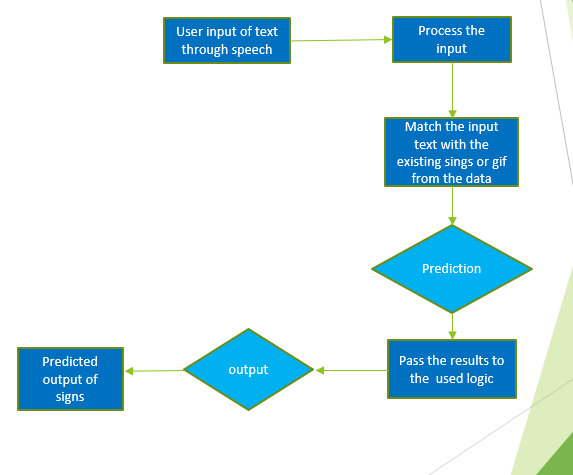 User input of text
through speech
Process the
input
Match the input
text with the
existing sings or gif
from the data
Prediction
Pass the results to
the used logic
output
Predicted
output of
signs